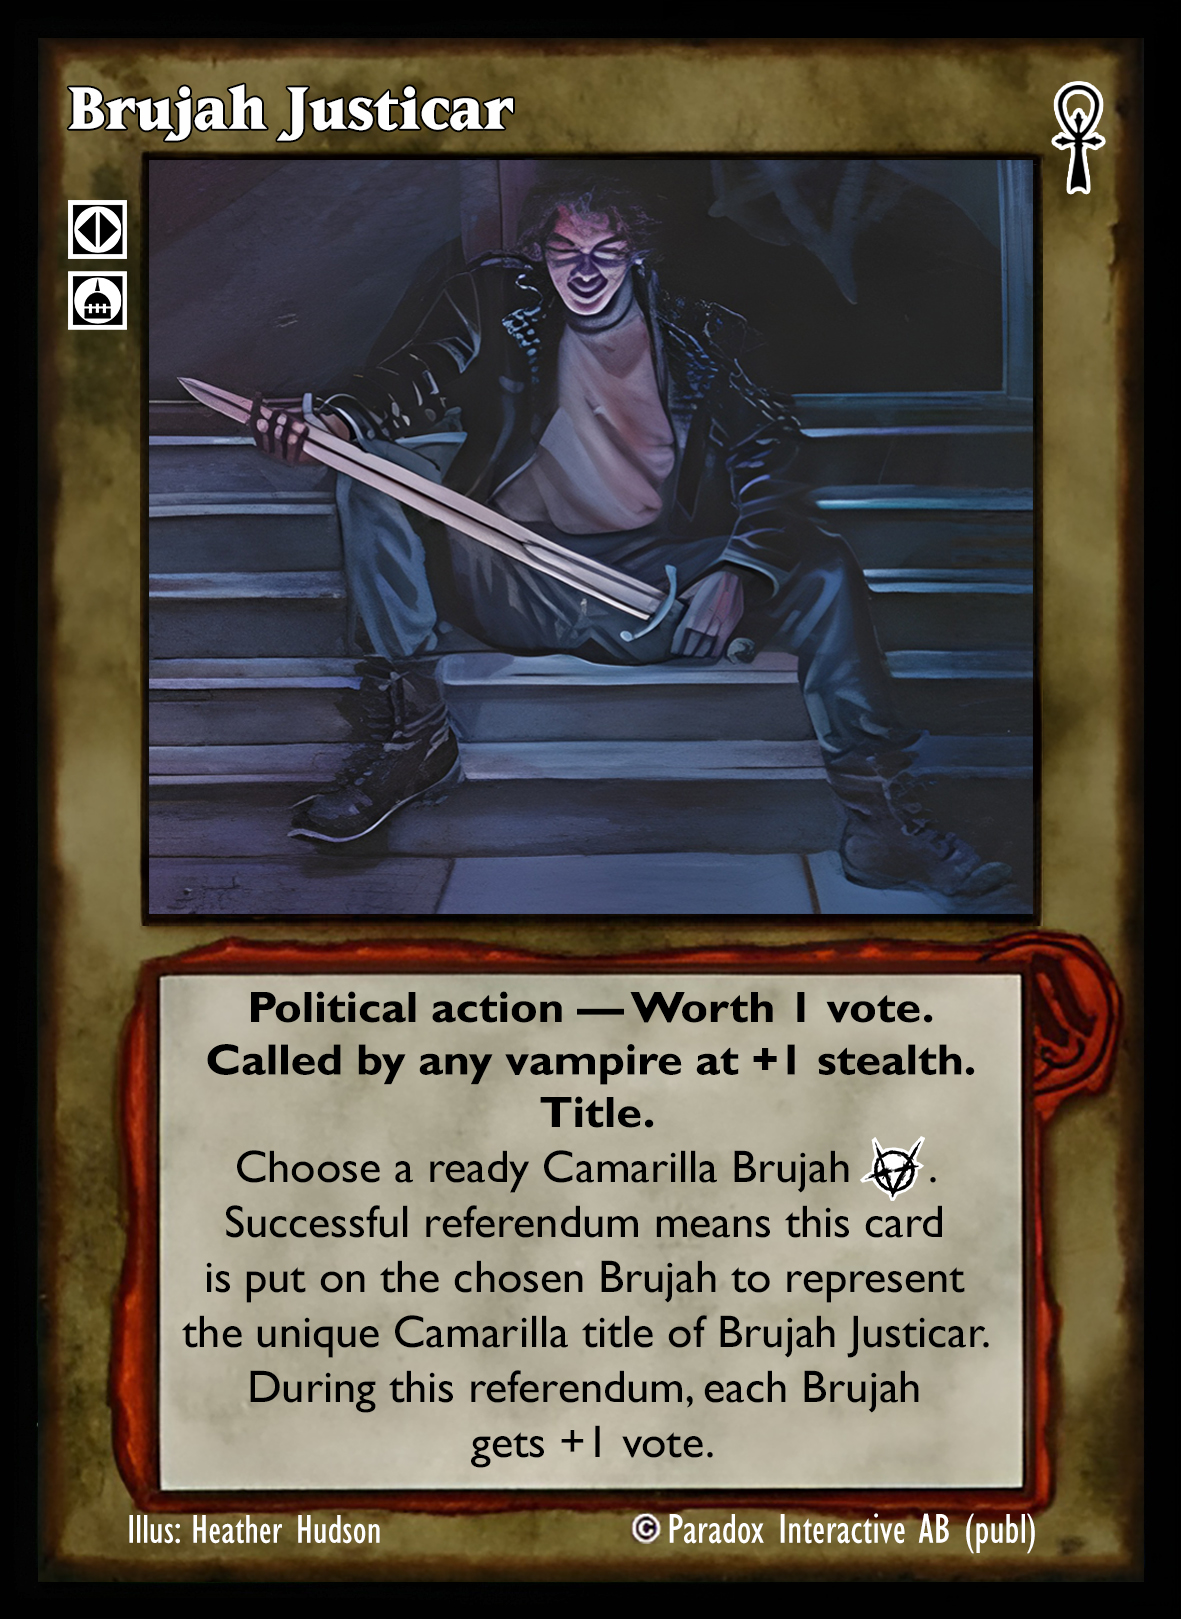 Brujah Justicar
Political action — Worth 1 vote.
Called by any vampire at +1 stealth.
Title.
Choose a ready Camarilla Brujah .
Successful referendum means this card
is put on the chosen Brujah to represent
the unique Camarilla title of Brujah Justicar.
During this referendum, each Brujah
gets +1 vote.
Illus: Heather Hudson
© Paradox Interactive AB (publ)